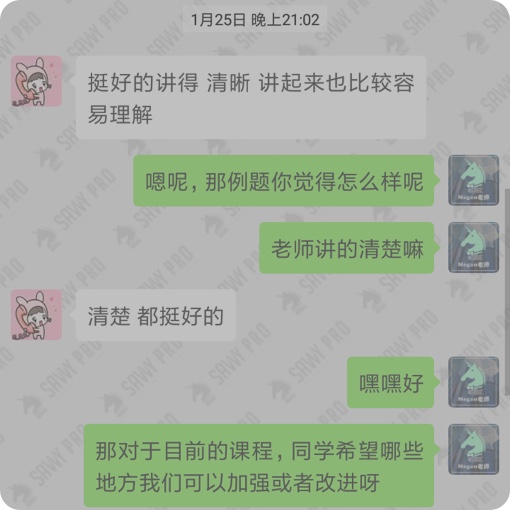 1月25日 晚上21:02
挺好的讲得 清晰 讲起来也比较容
易理解
嗯呢，那例题你觉得怎么样呢
Megan老师
老师讲的清楚嘛
Megan老师
清楚 都挺好的
嘿嘿好
Megan老师
那对于目前的课程，同学希望哪些
地方我们可以加强或者改进呀
Megan老师
SAWY PRO